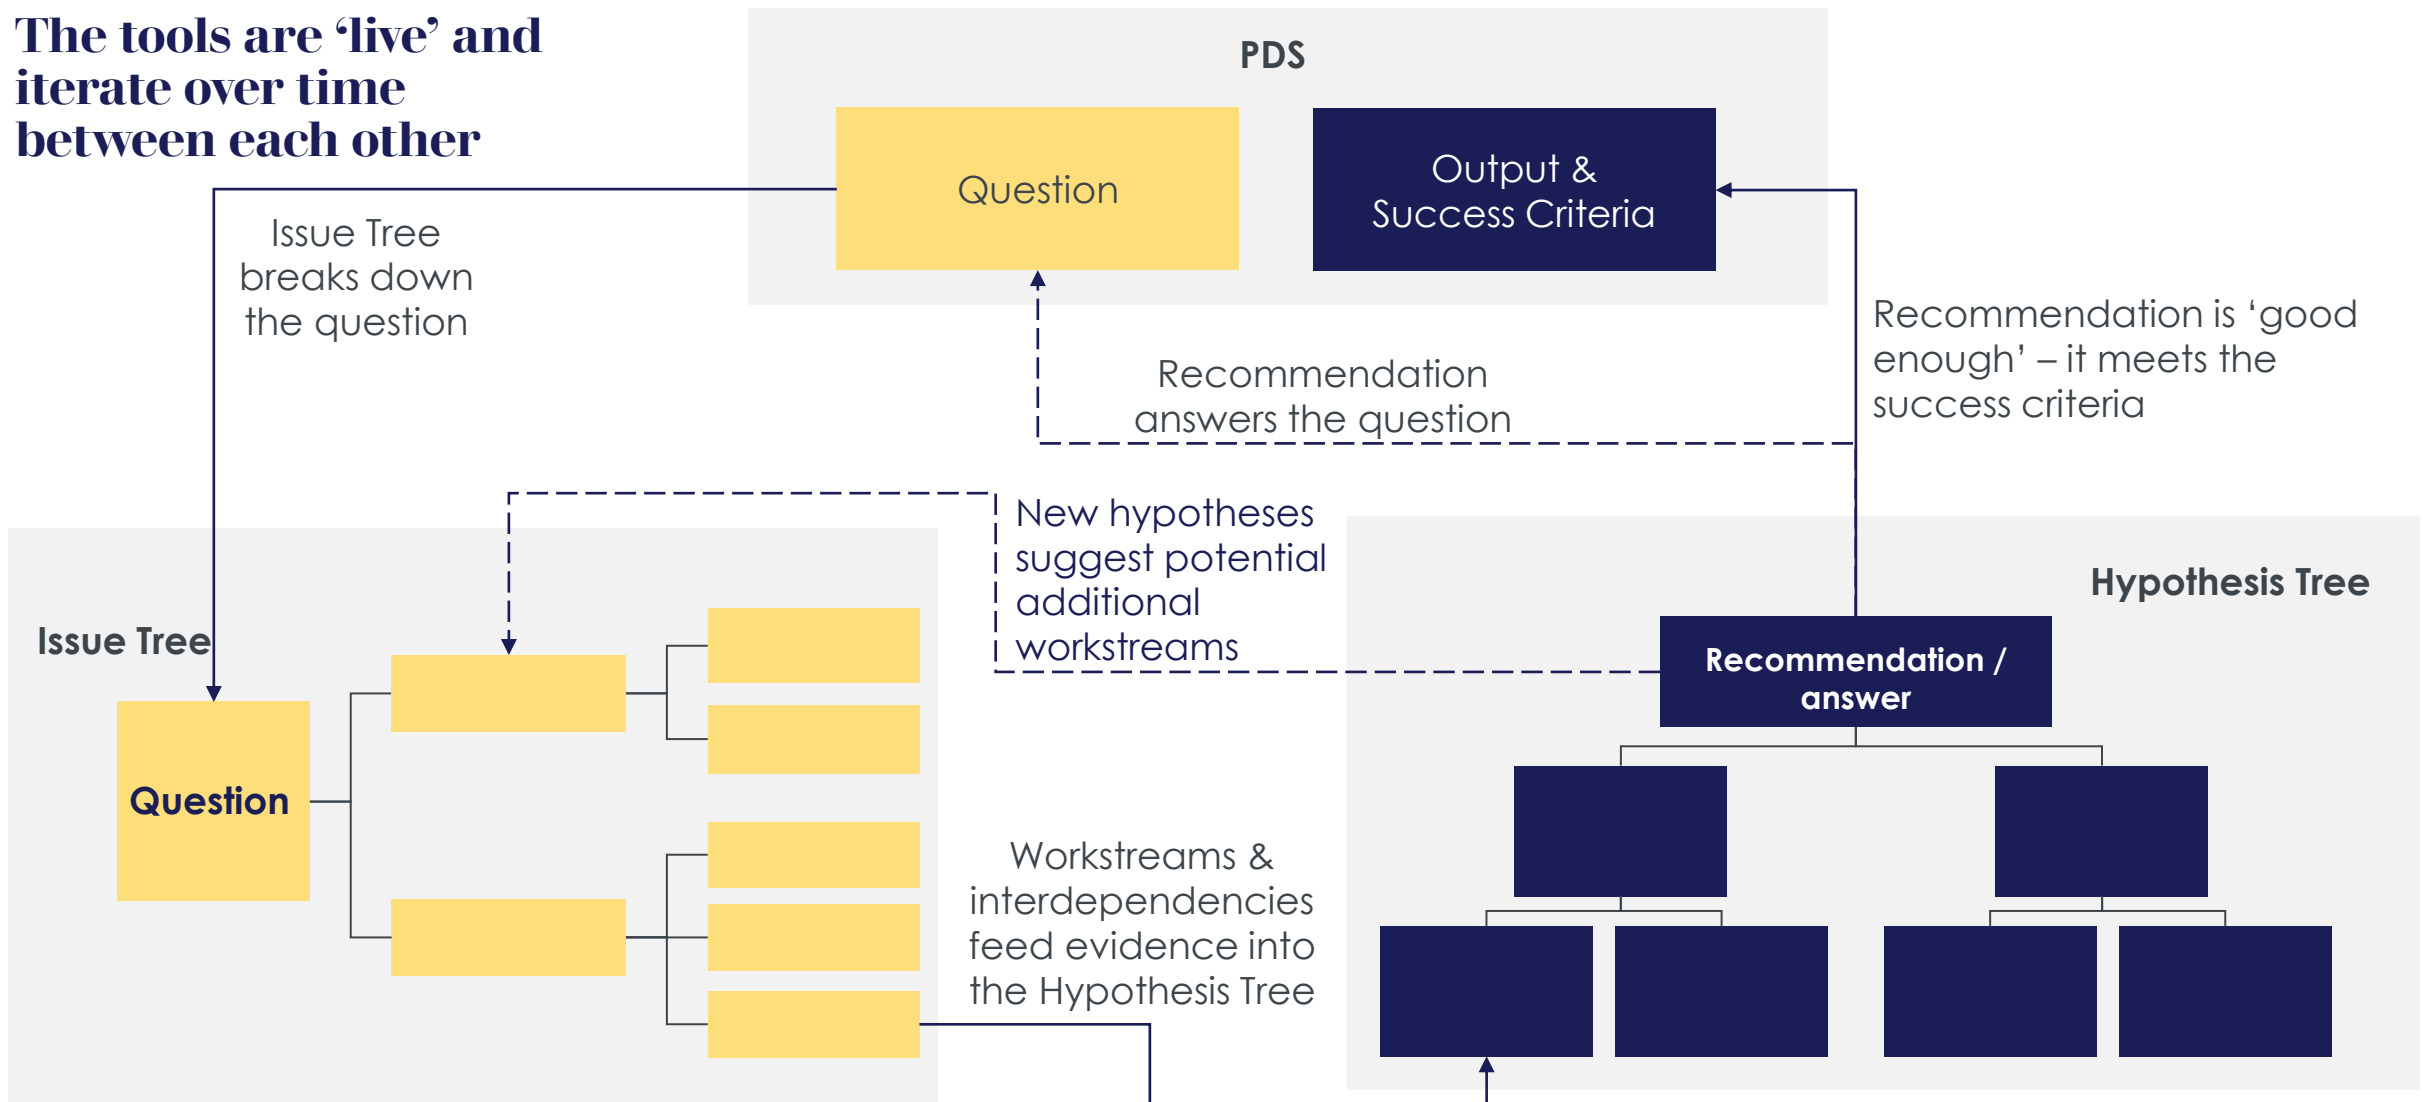 The tools are ‘live’ and
iterate over time
between each other
PDS
Question
Output &
Success Criteria
Issue Tree
breaks down
the question
Recommendation is ‘good
enough’ – it meets the
success criteria
Recommendation
answers the question
New hypotheses
suggest potential
additional
workstreams
Hypothesis Tree
Issue Tree
Recommendation /
answer
Question
Workstreams &
interdependencies
feed evidence into
the Hypothesis Tree